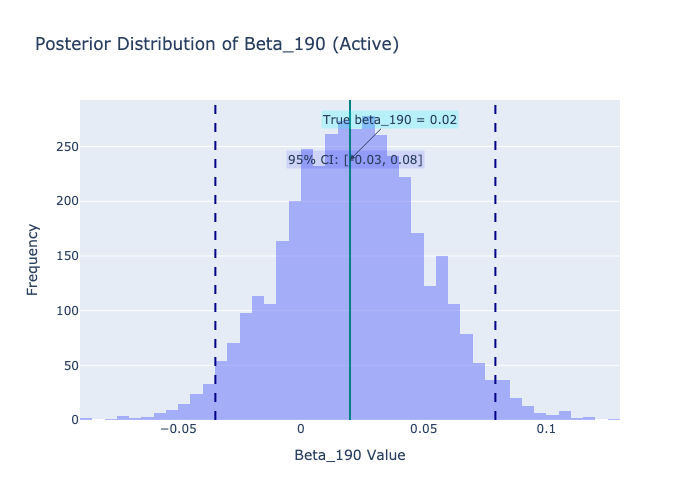 Posterior Distribution of Beta_190 (Active)
True beta_190 = 0.02
95% CI: [-0.03, 0.08]
Frequency
250
200
150
100
50
0
−0.05
0
0.05
0.1
Beta_190 Value